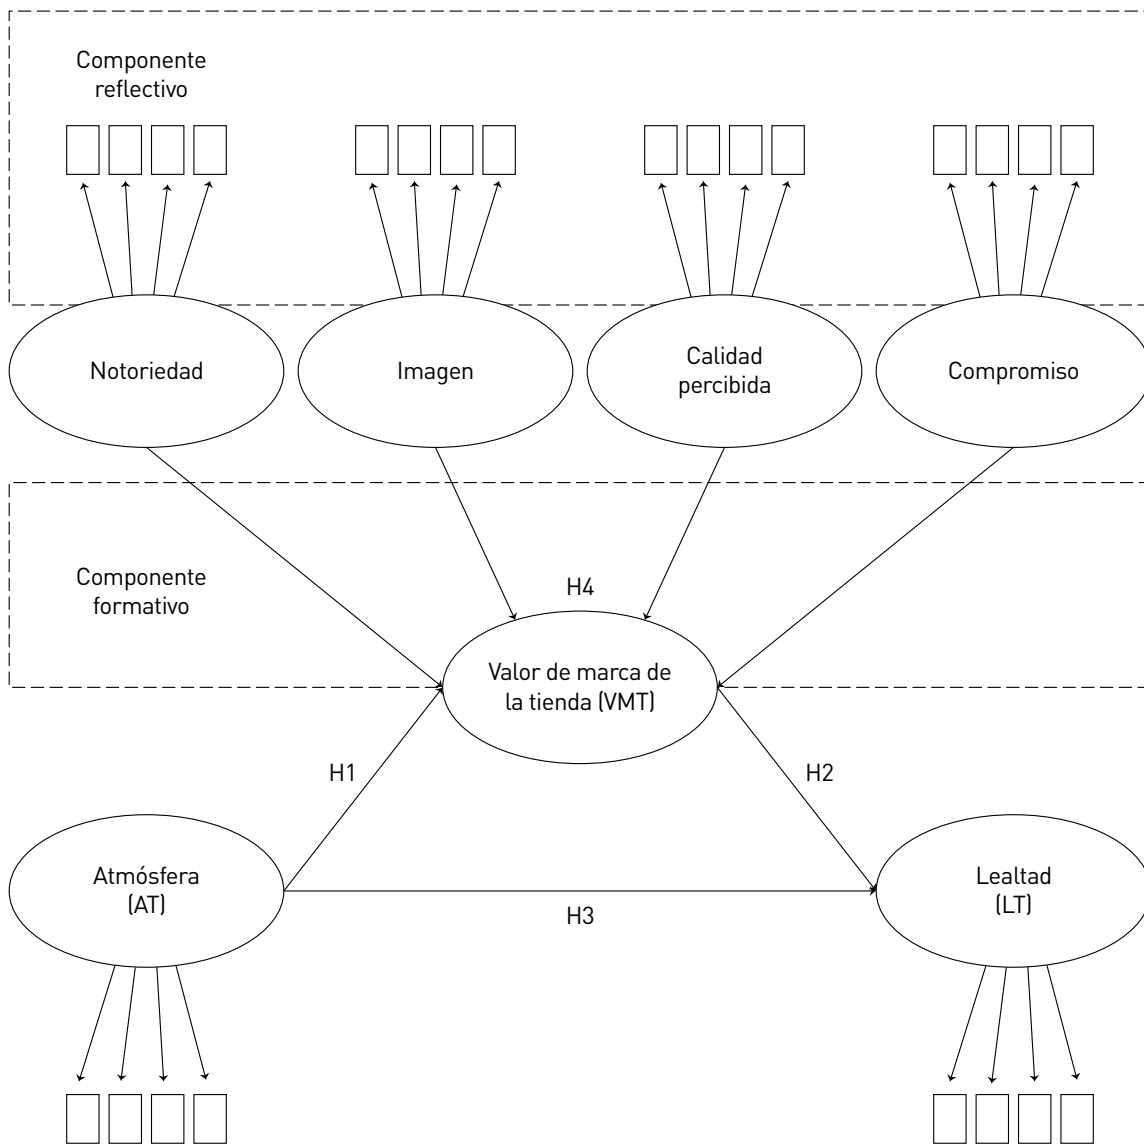 Componente
reflectivo
Notoriedad
Imagen
Calidad
percibida
Compromiso
Componente
formativo
H4
Valor de marca de
la tienda (VMT)
H1
H2
Atmósfera
(AT)
H3
Lealtad
(LT)